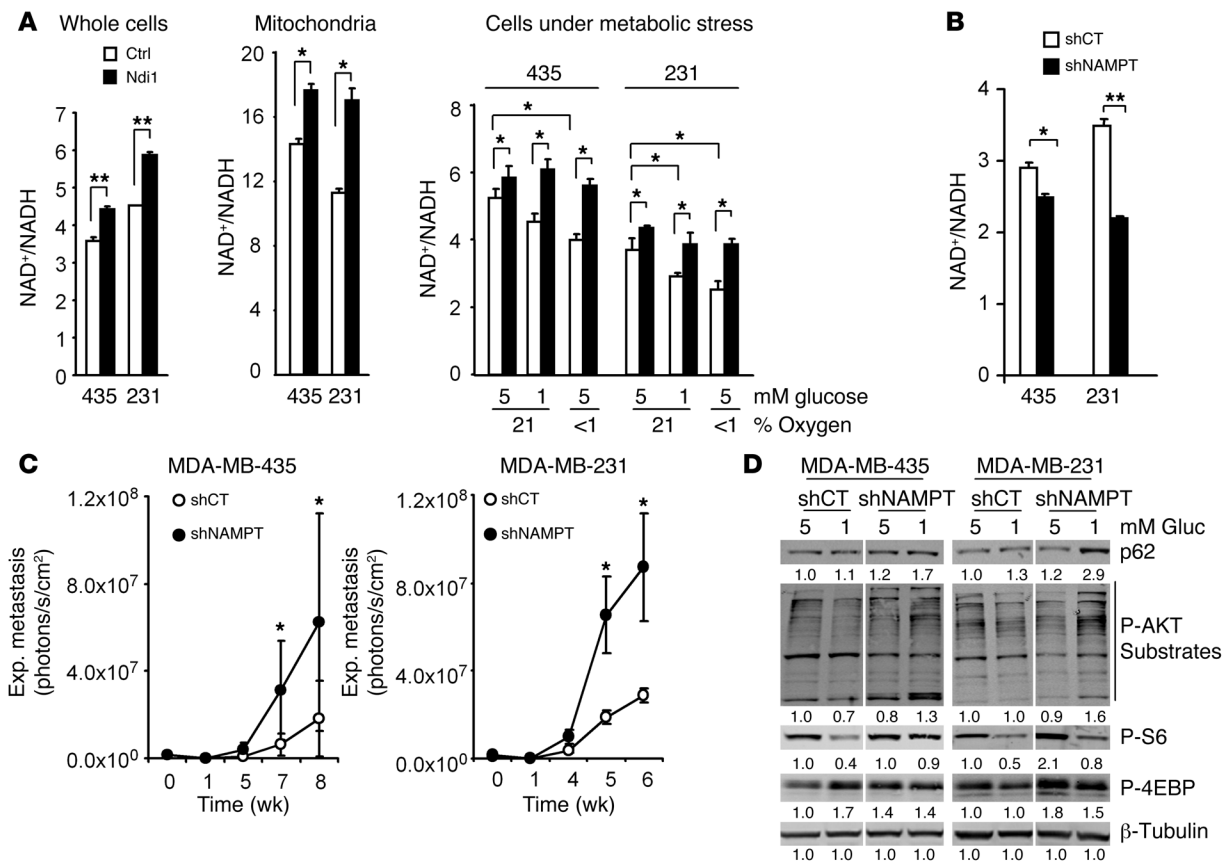 A
Whole cells
Ctrl
Ndi1
NAD+/NADH
7
6
5
4
3
2
1
0
**
**
435 231
Mitochondria
NAD+/NADH
20
16
12
8
4
0
*
*
435 231
Cells under metabolic stress
435 231
NAD+/NADH
8
6
4
2
0
*
* * *
*
*
* * *
5 1 5 5 1 5 mM glucose
21 <1 21 <1 % Oxygen
B
shCT
shNAMPT
NAD+/NADH
4
3
2
1
0
*
**
435 231
C
MDA-MB-435
shCT
shNAMPT
Exp. metastasis
(photons/s/cm²)
1.2x10⁸
8.0x10⁷
4.0x10⁷
0.0x10⁰
*
*
0 1 5 7 8
Time (wk)
MDA-MB-231
shCT
shNAMPT
Exp. metastasis
(photons/s/cm²)
1.2x10⁸
8.0x10⁷
4.0x10⁷
0.0x10⁰
*
*
0 1 4 5 6
Time (wk)
D
MDA-MB-435 MDA-MB-231
shCT shNAMPT shCT shNAMPT
5 1 5 1 5 1 5 1 mM Gluc
p62
1.0 1.1 1.2 1.7 1.0 1.3 1.2 2.9
P-AKT
Substrates
1.0 0.7 0.8 1.3 1.0 1.0 0.9 1.6
P-S6
1.0 0.4 1.0 0.9 1.0 0.5 2.1 0.8
P-4EBP
1.0 1.7 1.4 1.4 1.0 1.0 1.8 1.5
β-Tubulin
1.0 1.0 1.0 1.0 1.0 1.0 1.0 1.0